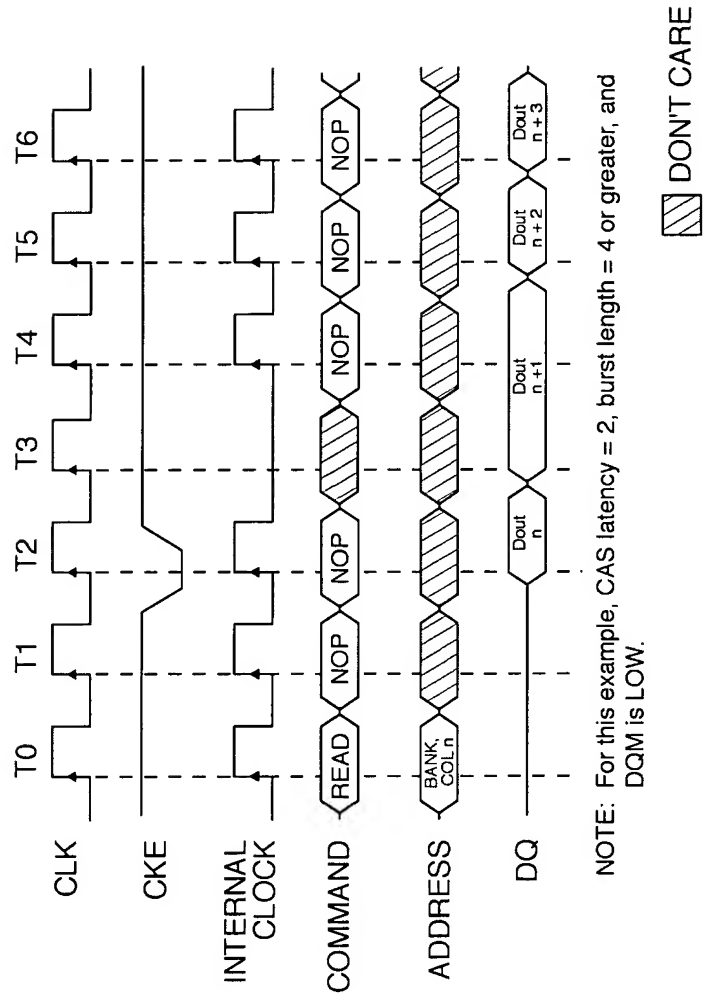 T0 T1 T2 T3 T4 T5 T6
CLK
CKE
INTERNAL
CLOCK
COMMAND
READ NOP NOP NOP NOP NOP
ADDRESS
BANK,
COL n
DQ
Dout
n
Dout
n+1
Dout
n+2
Dout
n+3
NOTE: For this example, CAS latency = 2, burst length = 4 or greater, and
DQM is LOW.
DON'T CARE